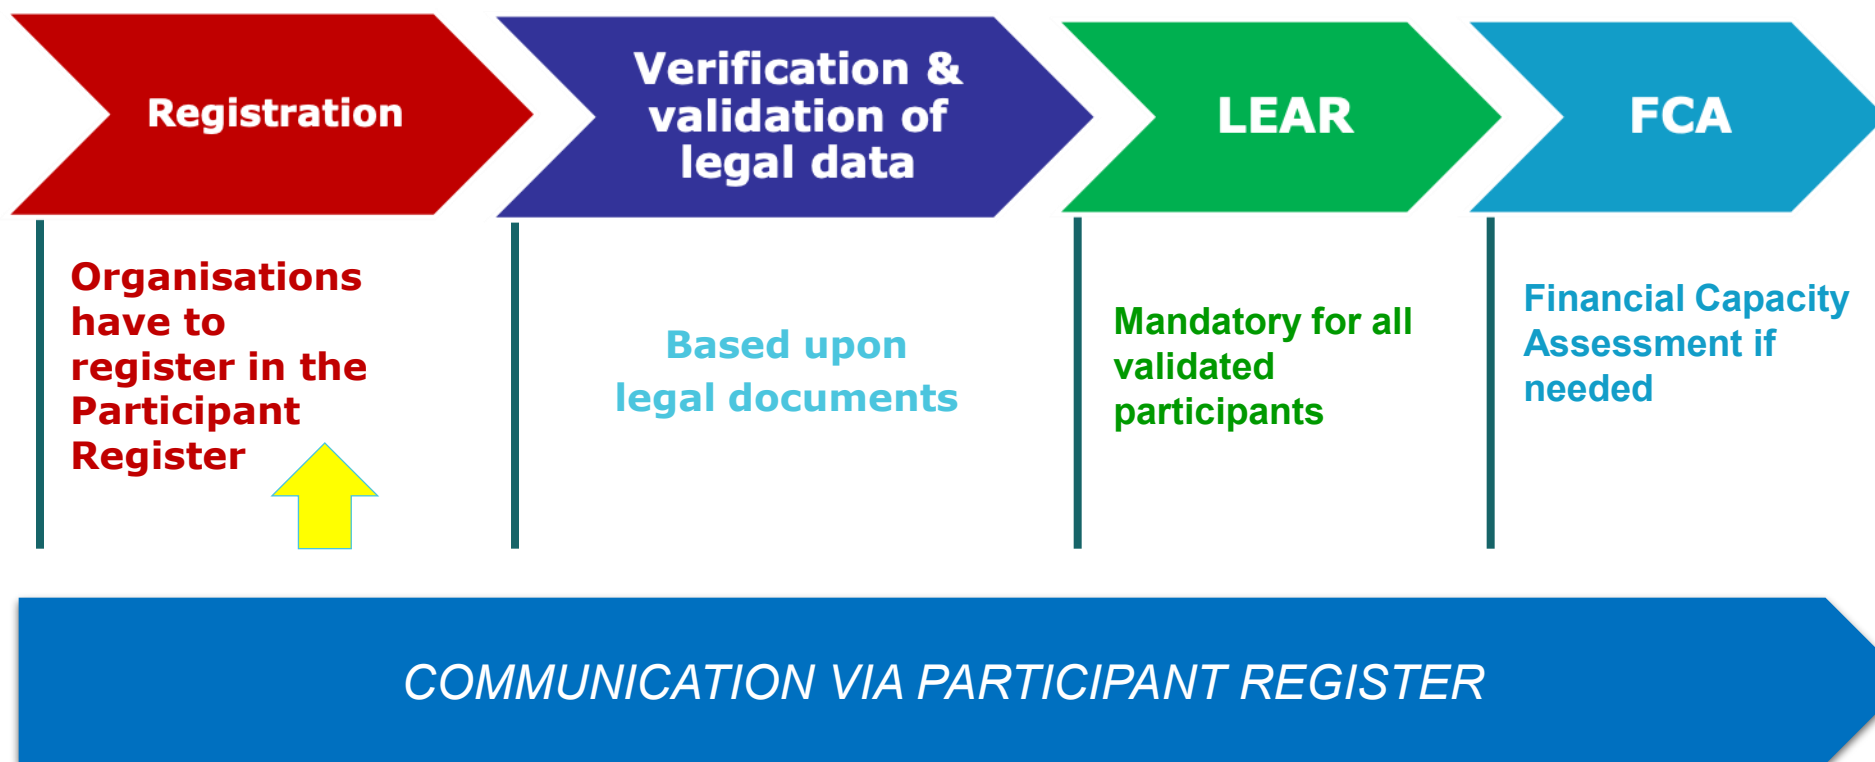 Registration
Verification &
validation of
legal data
LEAR
FCA
Organisations
have to
register in the
Participant
Register
Based upon
legal documents
Mandatory for all
validated
participants
Financial Capacity
Assessment if
needed
COMMUNICATION VIA PARTICIPANT REGISTER